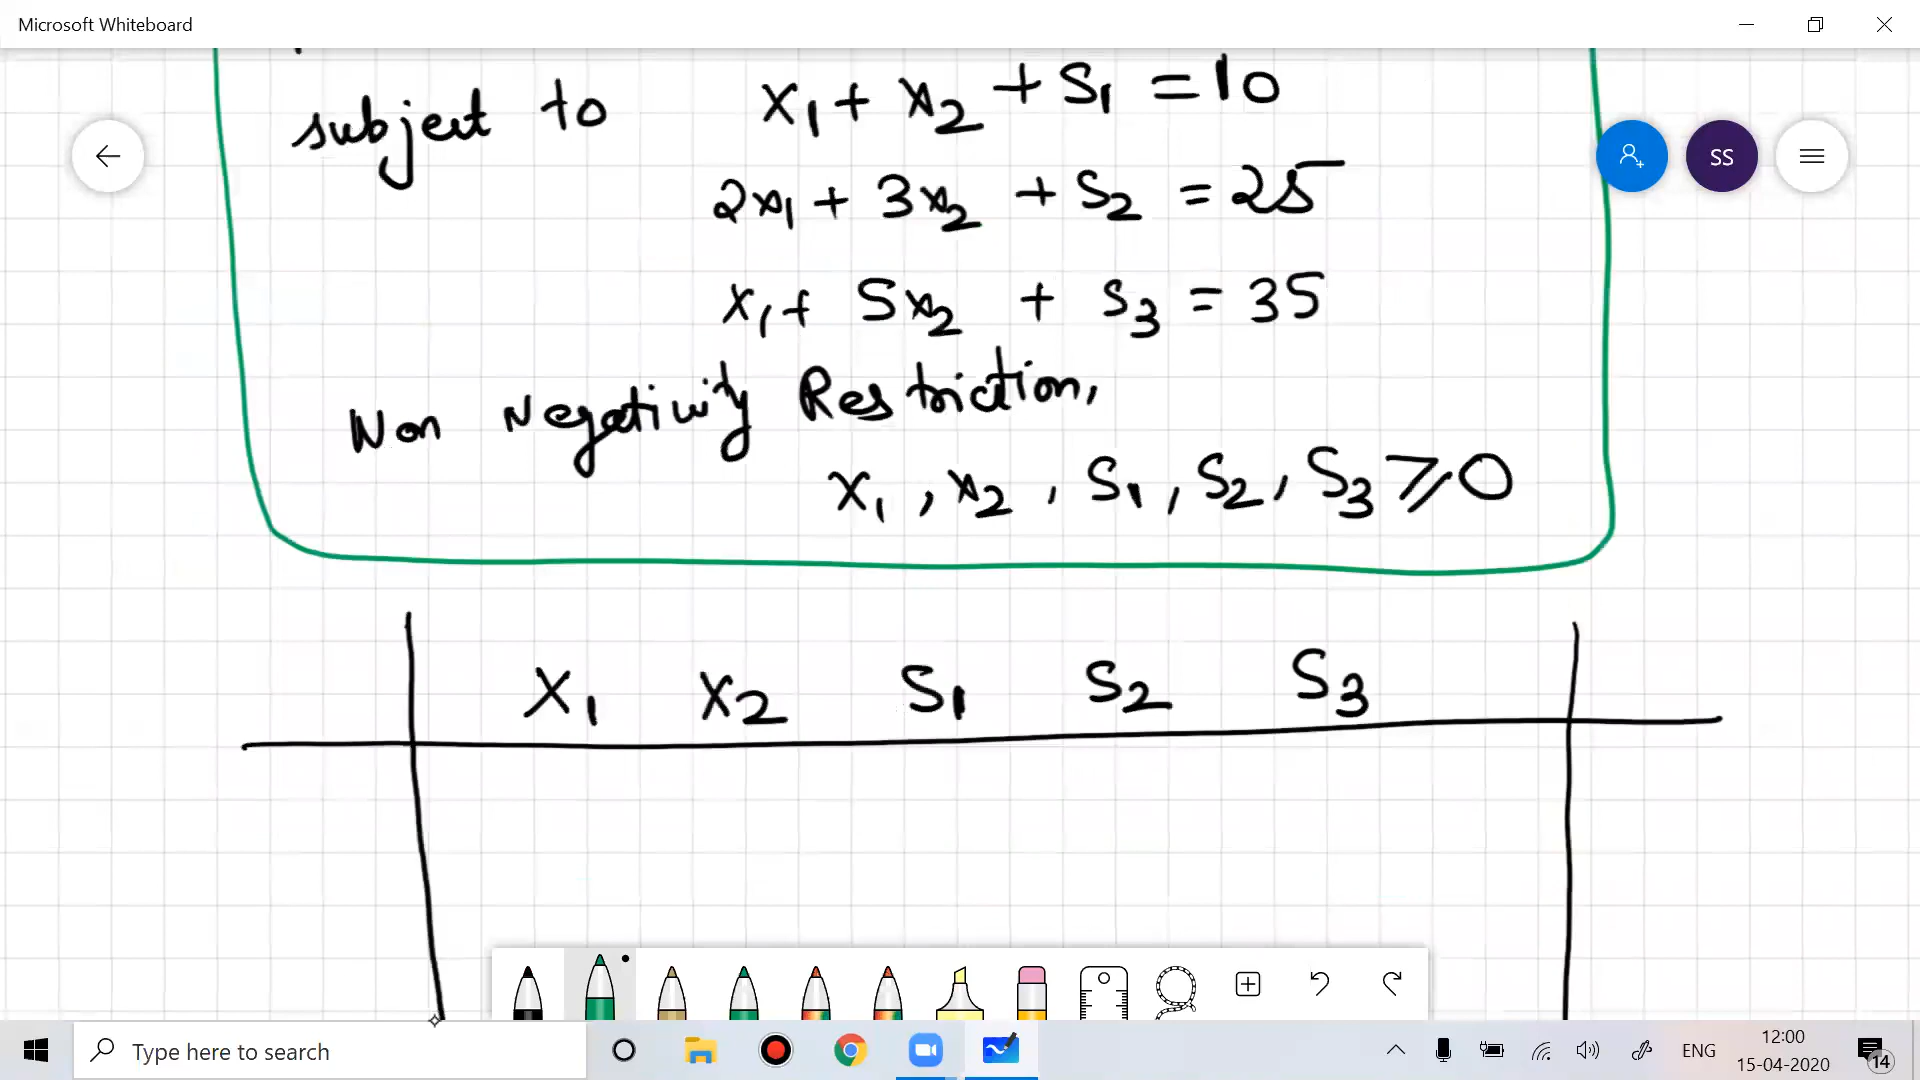 Microsoft Whiteboard
subject to x₁ + x₂ + S₁ = 10
2x₁ + 3x₂ + S₂ = 25
x₁ + 5x₂ + S₃ = 35
Non Negativity Restriction,
x₁, x₂, S₁, S₂, S₃ ⩾ 0
SS
X₁ X₂ S₁ S₂ S₃
Type here to search
ENG
12:00
15-04-2020
14